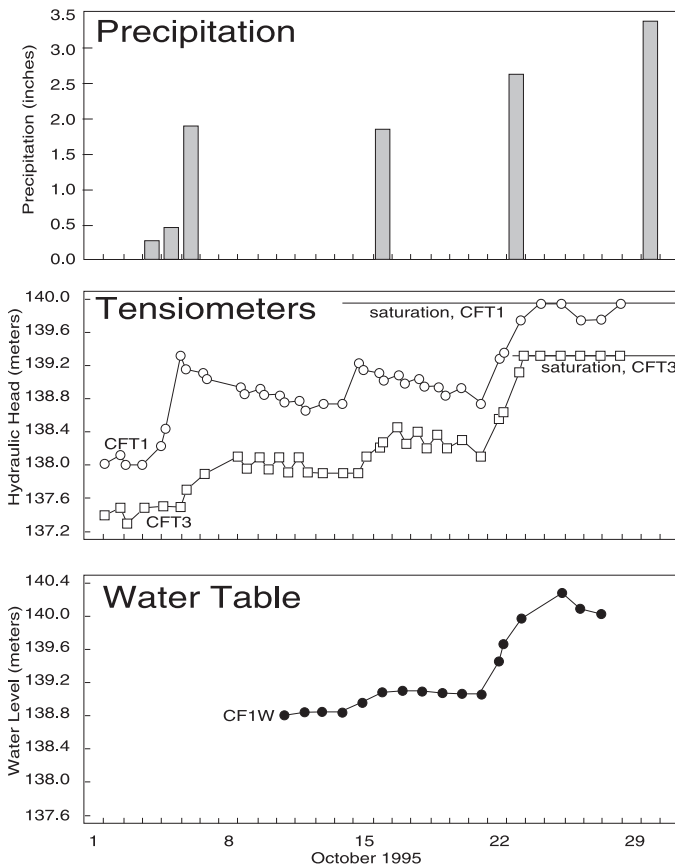 Precipitation
Precipitation (inches)
3.5
3.0
2.5
2.0
1.5
1.0
0.5
0.0
Tensiometers
Hydraulic Head (meters)
140.0
139.6
139.2
138.8
138.4
138.0
137.6
137.2
saturation, CFT1
saturation, CFT3
CFT1
CFT3
Water Table
Water Level (meters)
140.4
140.0
139.6
139.2
138.8
138.4
138.0
137.6
CF1W
1 8 15 22 29
October 1995